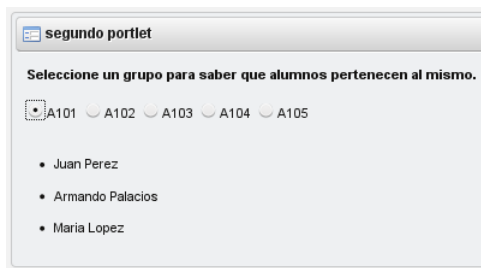 segundo portlet
Seleccione un grupo para saber que alumnos pertenecen al mismo.
A101 A102 A103 A104 A105
Juan Perez
Armando Palacios
Maria Lopez